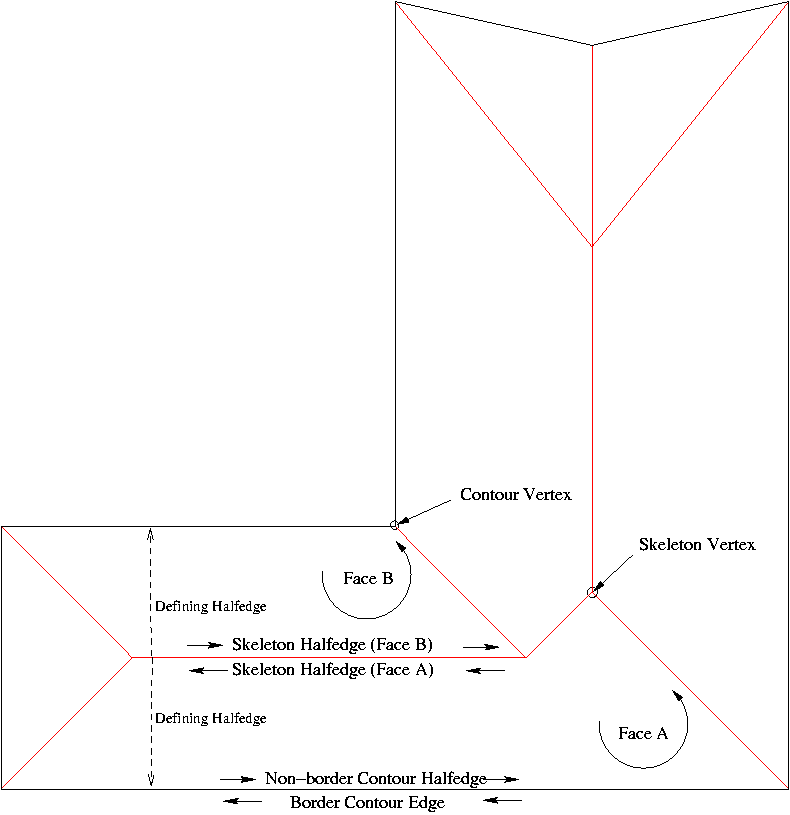 Contour Vertex
Skeleton Vertex
Face B
Defining Halfedge
Skeleton Halfedge (Face B)
Skeleton Halfedge (Face A)
Defining Halfedge
Face A
Non-border Contour Halfedge
Border Contour Edge